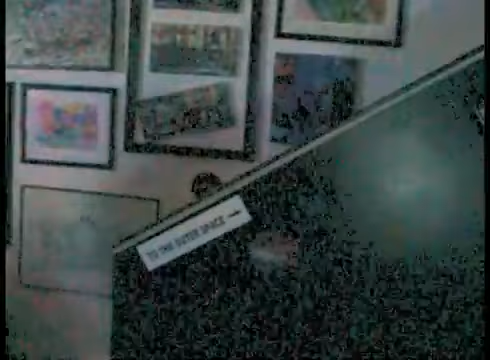 TO THE OUTER SPACE →